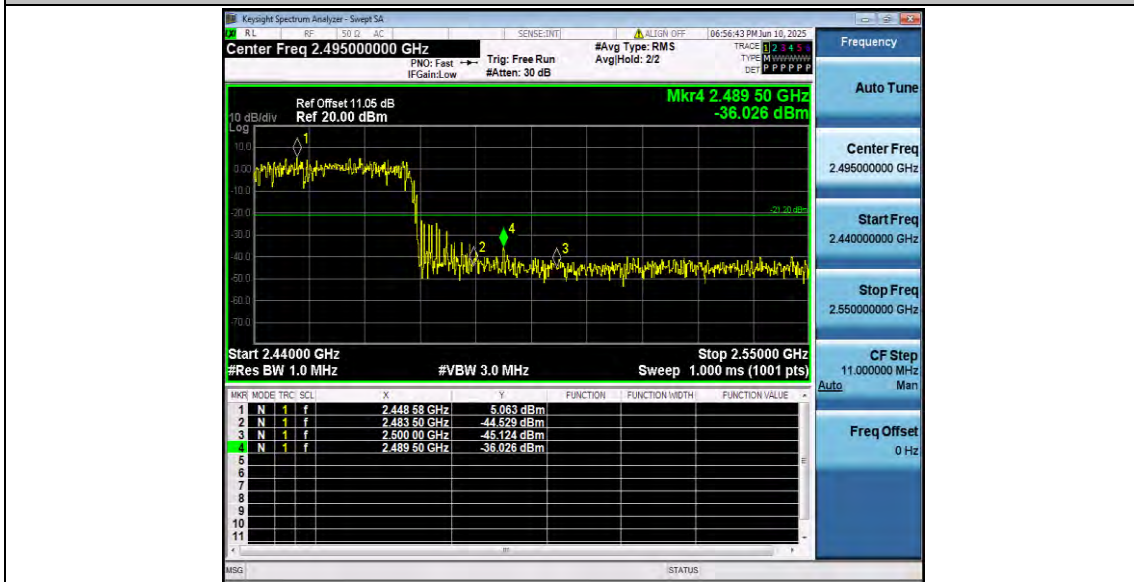 Keysight Spectrum Analyzer - Swept SA
RL RF 50 Ω AC SENSE:INT ALIGN OFF 06:56:43 PM Jun 10, 2025
Center Freq 2.495000000 GHz
PNO: Fast
IFGain:Low
Trig: Free Run
#Atten: 30 dB
#Avg Type: RMS
Avg|Hold: 2/2
TRACE 1 2 3 4 5 6
TYPE M
DET P P P P P P
Frequency
Auto Tune
Center Freq
2.495000000 GHz
Start Freq
2.440000000 GHz
Stop Freq
2.550000000 GHz
CF Step
11.000000 MHz
Auto Man
Freq Offset
0 Hz
Mkr4 2.489 50 GHz
-36.026 dBm
Ref Offset 11.05 dB
10 dB/div Ref 20.00 dBm
Log
10.0
0.00
-10.0
-20.0
-30.0
-40.0
-50.0
-60.0
-70.0
1
2
4
3
-21.20 dBm
Start 2.44000 GHz Stop 2.55000 GHz
#Res BW 1.0 MHz #VBW 3.0 MHz Sweep 1.000 ms (1001 pts)
MKR MODE TRC SCL X Y FUNCTION FUNCTION WIDTH FUNCTION VALUE
1 N 1 f 2.448 58 GHz 5.063 dBm
2 N 1 f 2.483 50 GHz -44.529 dBm
3 N 1 f 2.500 00 GHz -45.124 dBm
4 N 1 f 2.489 50 GHz -36.026 dBm
5
6
7
8
9
10
11
MSG STATUS